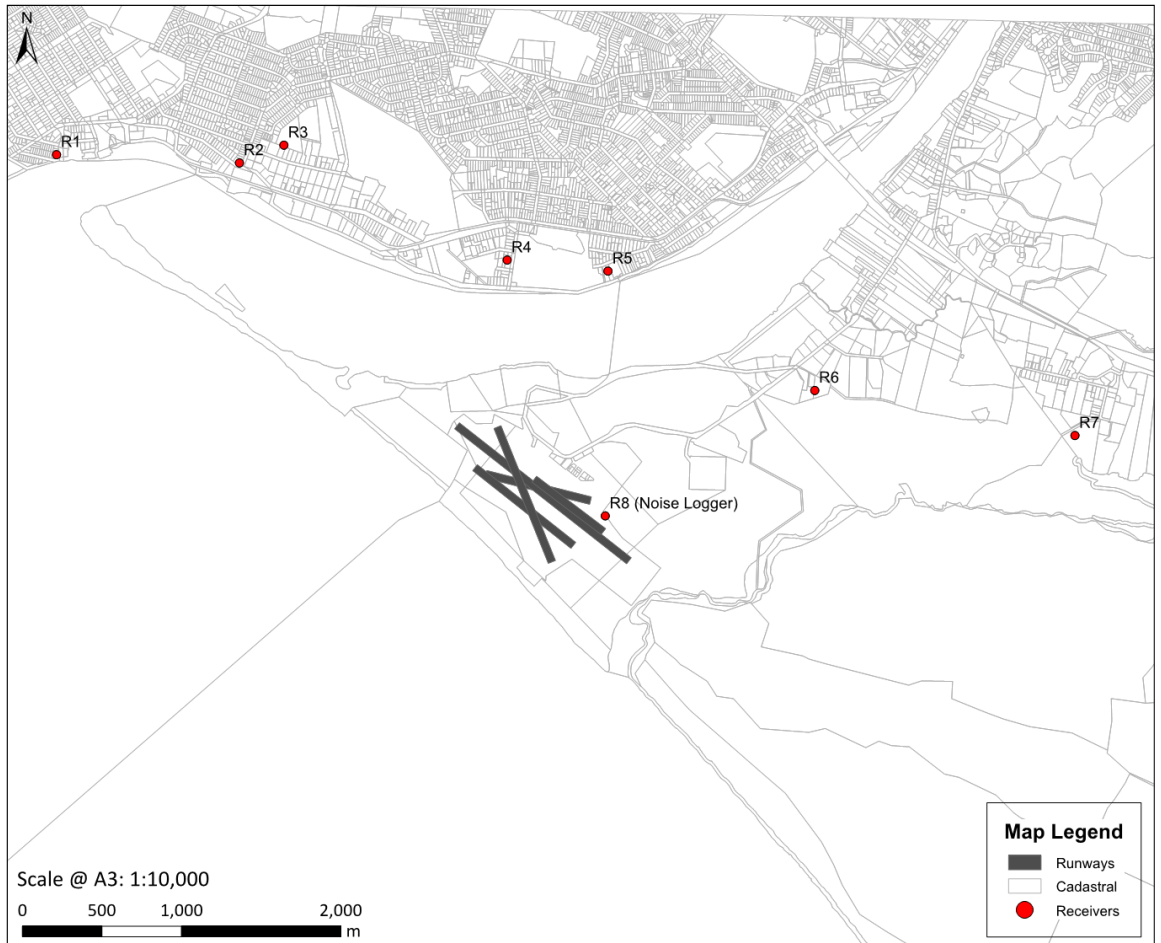 N
R1
R2
R3
R4
R5
R6
R7
R8 (Noise Logger)
Scale @ A3: 1:10,000
0 500 1,000 2,000
m
Map Legend
Runways
Cadastral
Receivers